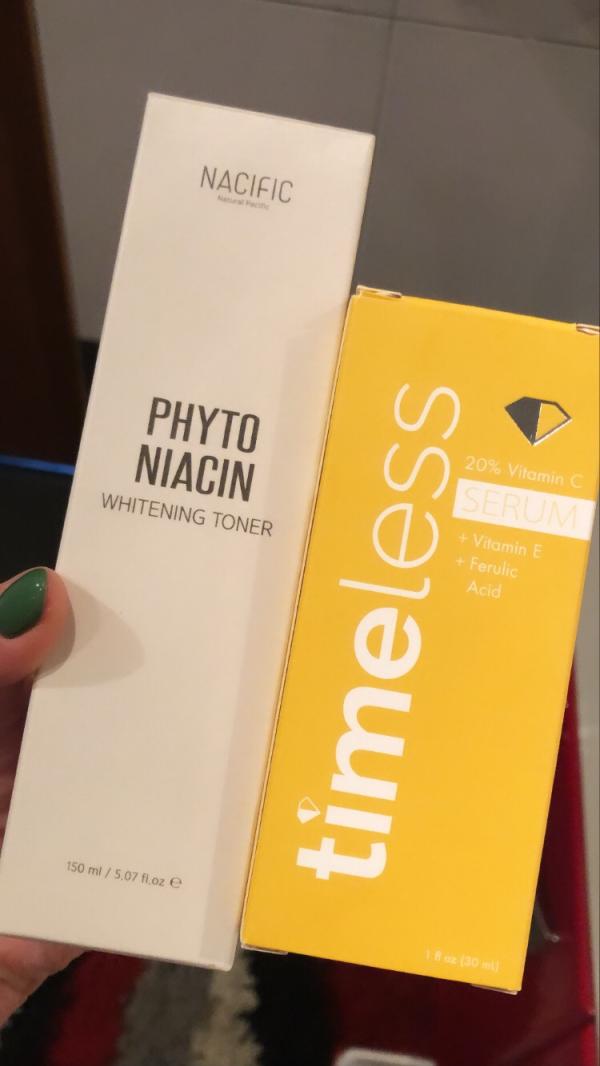 NACIFIC
Natural Pacific
PHYTO
NIACIN
WHITENING TONER
150 ml / 5.07 fl.oz ℮
timeless
20% Vitamin C
SERUM
+ Vitamin E
+ Ferulic
Acid
1 fl oz (30 mL)